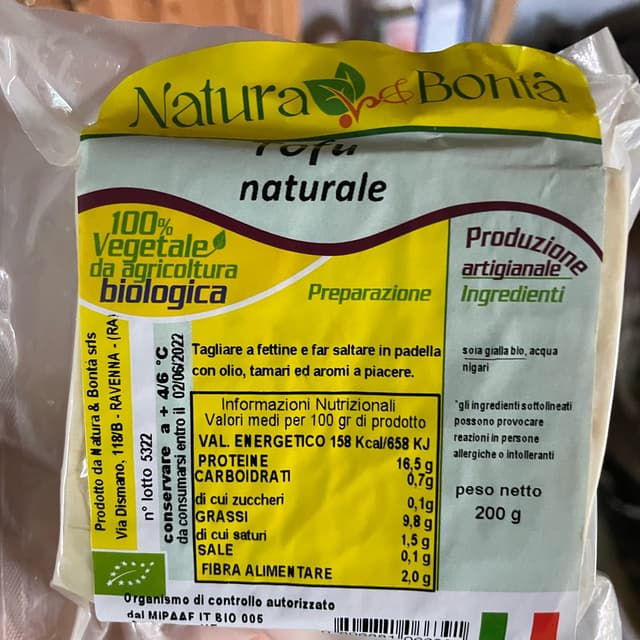 Natura & Bontà
Tofu
naturale
100%
Vegetale
da agricoltura
biologica
Produzione
artigianale
Preparazione
Ingredienti
Tagliare a fettine e far saltare in padella
con olio, tamari ed aromi a piacere.
soia gialla bio, acqua
nigari
*gli ingredienti sottolineati
possono provocare
reazioni in persone
allergiche o intolleranti
peso netto
200 g
Informazioni Nutrizionali
Valori medi per 100 gr di prodotto
VAL. ENERGETICO 158 Kcal/658 KJ
PROTEINE 16,5 g
CARBOIDRATI 0,7g
di cui zuccheri 0,1g
GRASSI 9,8 g
di cui saturi 1,5 g
SALE 0,1 g
FIBRA ALIMENTARE 2,0 g
Prodotto da Natura & Bontà srls
Via Dismano, 118/B - RAVENNA - (RA)
n° lotto 5322
conservare a + 4/6 °C
da consumarsi entro il 02/06/2022
Organismo di controllo autorizzato
dal MiPAAF IT BIO 005